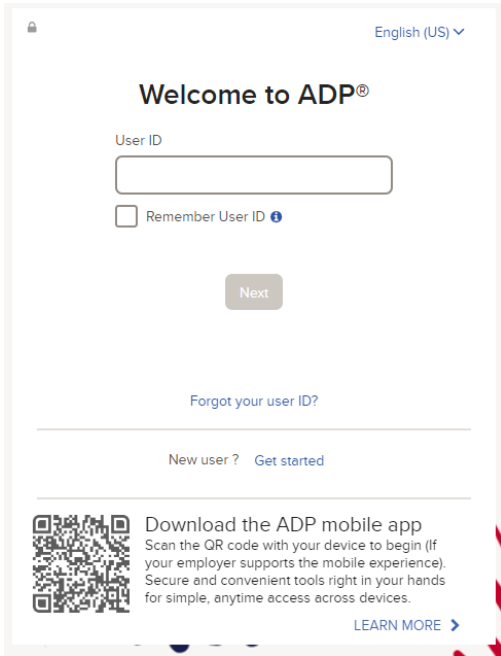 English (US)
Welcome to ADP®
User ID
Remember User ID
Next
Forgot your user ID?
New user ? Get started
Download the ADP mobile app
Scan the QR code with your device to begin (If
your employer supports the mobile experience).
Secure and convenient tools right in your hands
for simple, anytime access across devices.
LEARN MORE